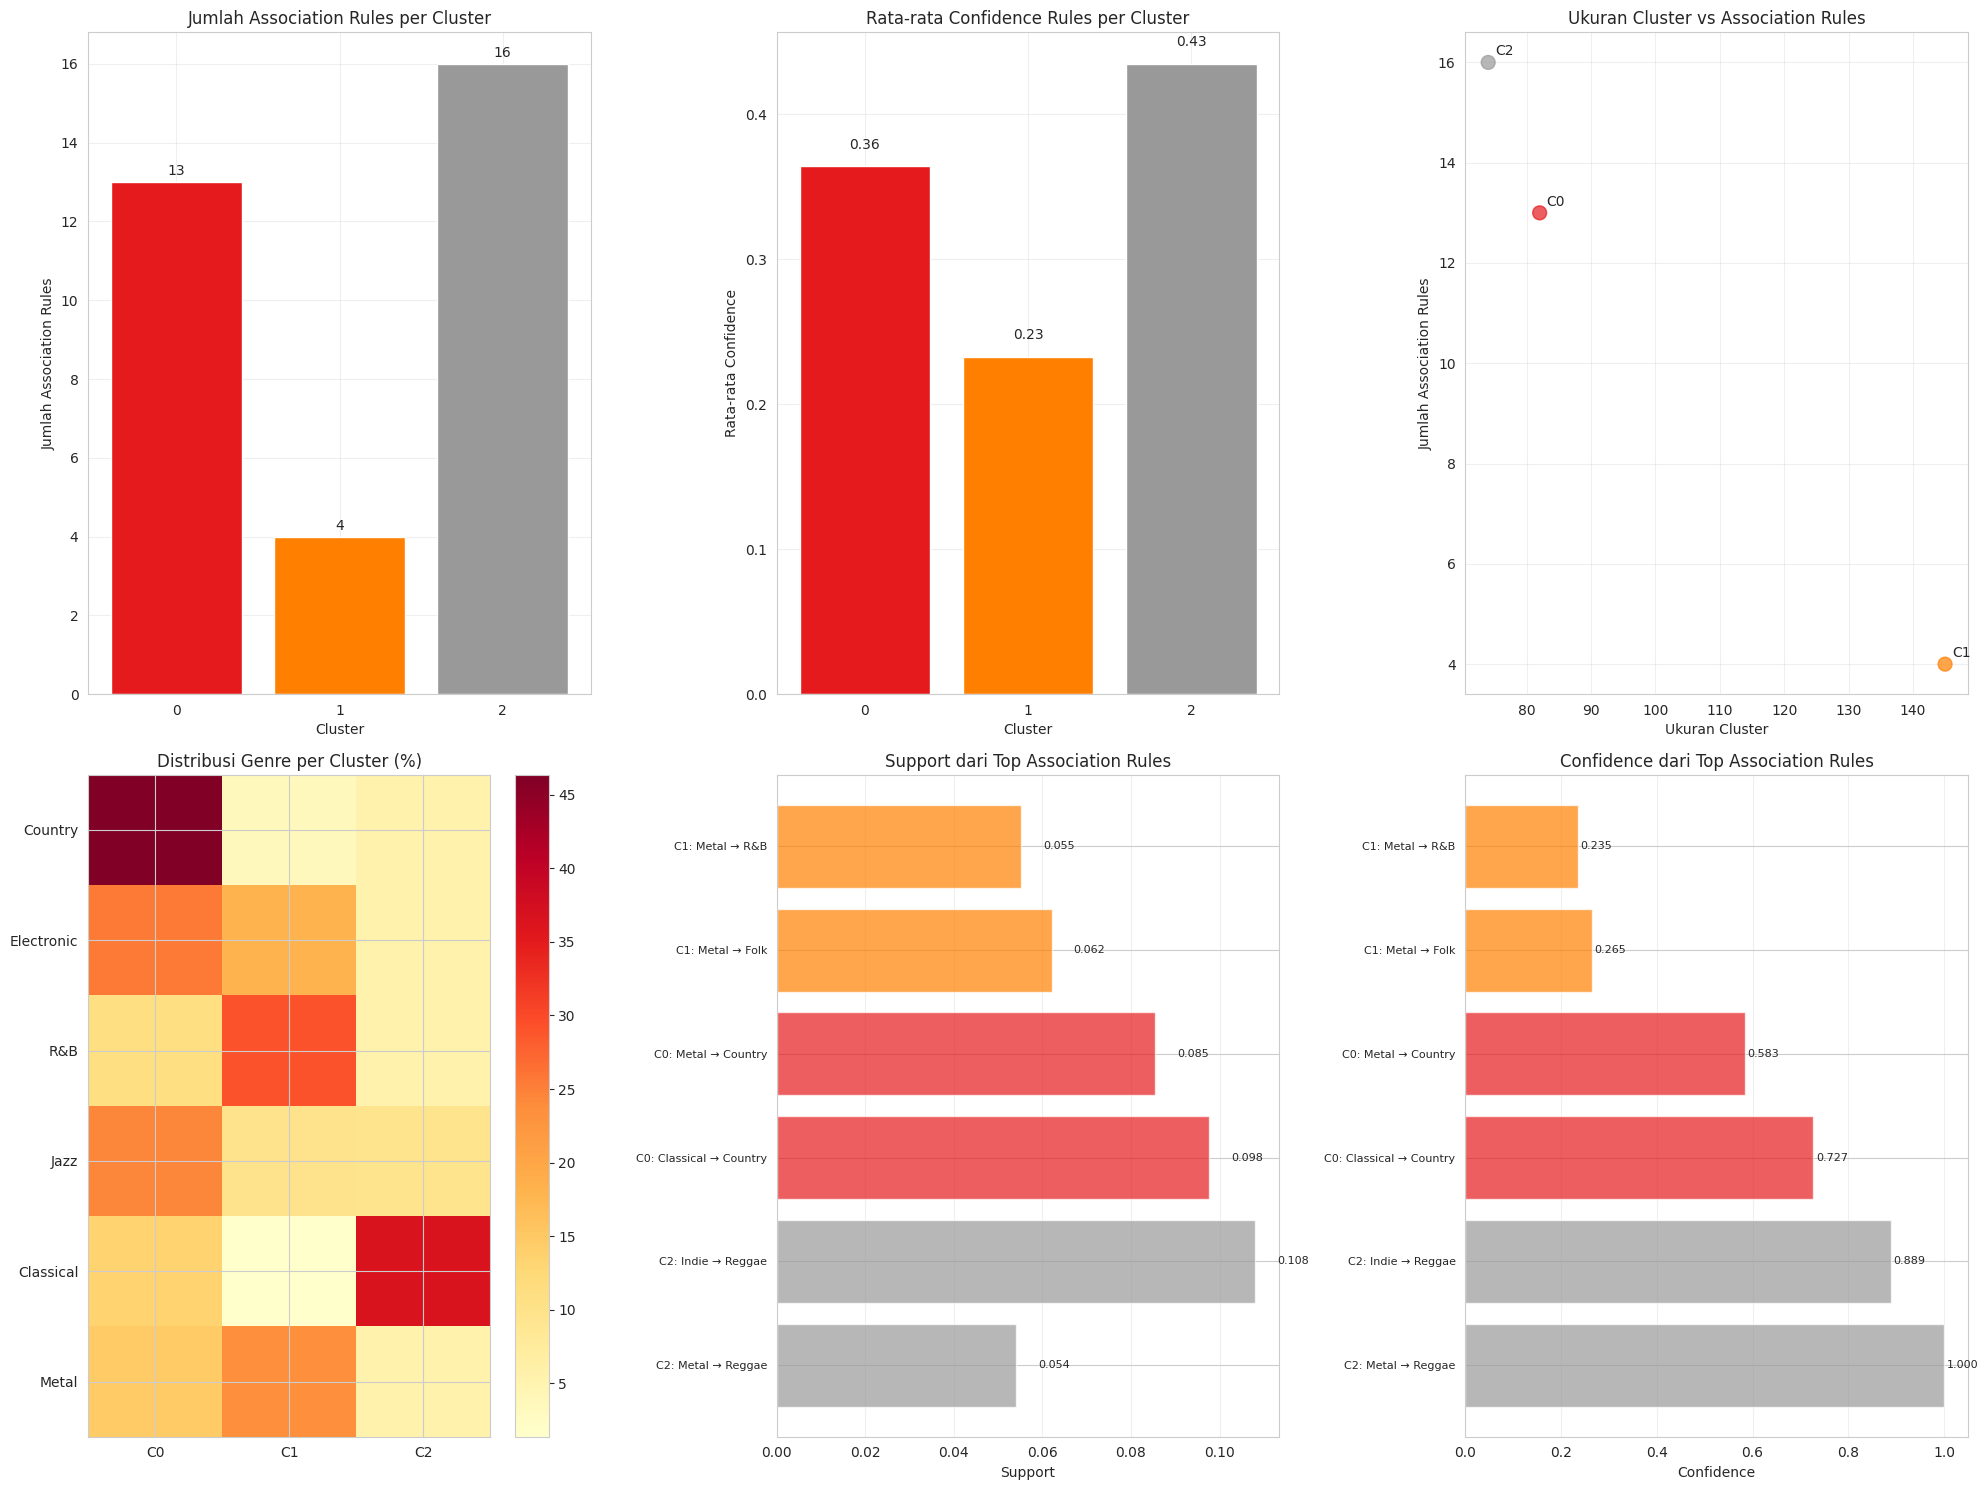 Jumlah Association Rules per Cluster
16
14
12
10
8
6
4
2
0
Jumlah Association Rules
13
4
16
0
1
2
Cluster
Rata-rata Confidence Rules per Cluster
0.4
0.3
0.2
0.1
0.0
Rata-rata Confidence
0.36
0.23
0.43
0
1
2
Cluster
Ukuran Cluster vs Association Rules
16
14
12
10
8
6
4
Jumlah Association Rules
C2
C0
C1
80
90
100
110
120
130
140
Ukuran Cluster
Distribusi Genre per Cluster (%)
Country
Electronic
R&B
Jazz
Classical
Metal
C0
C1
C2
45
40
35
30
25
20
15
10
5
Support dari Top Association Rules
C1: Metal → R&B
0.055
C1: Metal → Folk
0.062
C0: Metal → Country
0.085
C0: Classical → Country
0.098
C2: Indie → Reggae
0.108
C2: Metal → Reggae
0.054
0.00
0.02
0.04
0.06
0.08
0.10
Support
Confidence dari Top Association Rules
C1: Metal → R&B
0.235
C1: Metal → Folk
0.265
C0: Metal → Country
0.583
C0: Classical → Country
0.727
C2: Indie → Reggae
0.889
C2: Metal → Reggae
1.000
0.0
0.2
0.4
0.6
0.8
1.0
Confidence